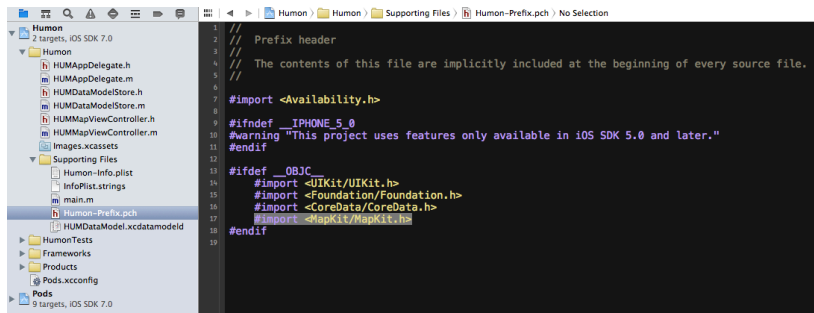 Humon
2 targets, iOS SDK 7.0
Humon
HUMAppDelegate.h
HUMAppDelegate.m
HUMDataModelStore.h
HUMDataModelStore.m
HUMMapViewController.h
HUMMapViewController.m
Images.xcassets
Supporting Files
Humon-Info.plist
InfoPlist.strings
main.m
Humon-Prefix.pch
HUMDataModel.xcdatamodeld
HumonTests
Frameworks
Products
Pods.xcconfig
Pods
9 targets, iOS SDK 7.0
Humon Humon Supporting Files Humon-Prefix.pch No Selection
1 //
2 // Prefix header
3 //
4 // The contents of this file are implicitly included at the beginning of every source file.
5 //
6
7 #import <Availability.h>
8
9 #ifndef __IPHONE_5_0
10 #warning "This project uses features only available in iOS SDK 5.0 and later."
11 #endif
12
13 #ifdef __OBJC__
14 #import <UIKit/UIKit.h>
15 #import <Foundation/Foundation.h>
16 #import <CoreData/CoreData.h>
17 #import <MapKit/MapKit.h>
18 #endif
19